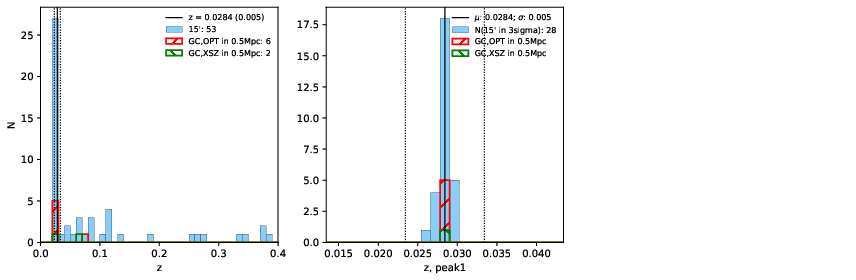 z = 0.0284 (0.005)
15': 53
GC,OPT in 0.5Mpc: 6
GC,XSZ in 0.5Mpc: 2
25
20
15
10
5
0
N
0.0 0.1 0.2 0.3 0.4
z
μ: 0.0284; σ: 0.005
N(15' in 3sigma): 28
GC,OPT in 0.5Mpc
GC,XSZ in 0.5Mpc
17.5
15.0
12.5
10.0
7.5
5.0
2.5
0.0
0.015 0.020 0.025 0.030 0.035 0.040
z, peak1